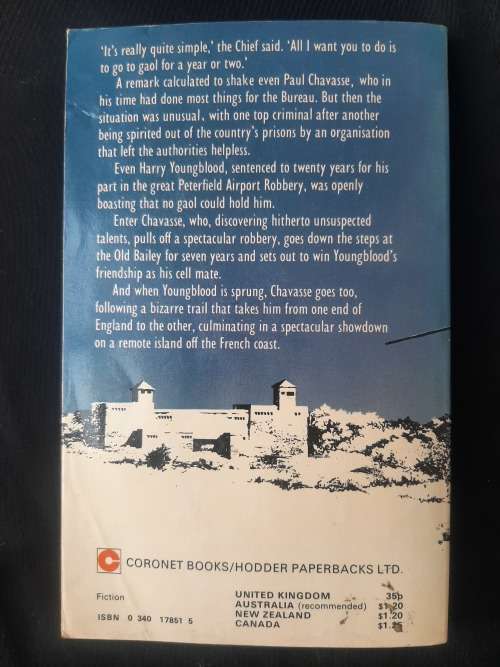 ‘It's really quite simple,’ the Chief said. ‘All I want you to do is
to go to gaol for a year or two.’
A remark calculated to shake even Paul Chavasse, who in
his time had done most things for the Bureau. But then the
situation was unusual, with one top criminal after another
being spirited out of the country's prisons by an organisation
that left the authorities helpless.
Even Harry Youngblood, sentenced to twenty years for his
part in the great Peterfield Airport Robbery, was openly
boasting that no gaol could hold him.
Enter Chavasse, who, discovering hitherto unsuspected
talents, pulls off a spectacular robbery, goes down the steps at
the Old Bailey for seven years and sets out to win Youngblood's
friendship as his cell mate.
And when Youngblood is sprung, Chavasse goes too,
following a bizarre trail that takes him from one end of
England to the other, culminating in a spectacular showdown
on a remote island off the French coast.
CORONET BOOKS/HODDER PAPERBACKS LTD.
Fiction
ISBN 0 340 17851 5
UNITED KINGDOM 35p
AUSTRALIA (recommended) $1.20
NEW ZEALAND $1.20
CANADA $1.25